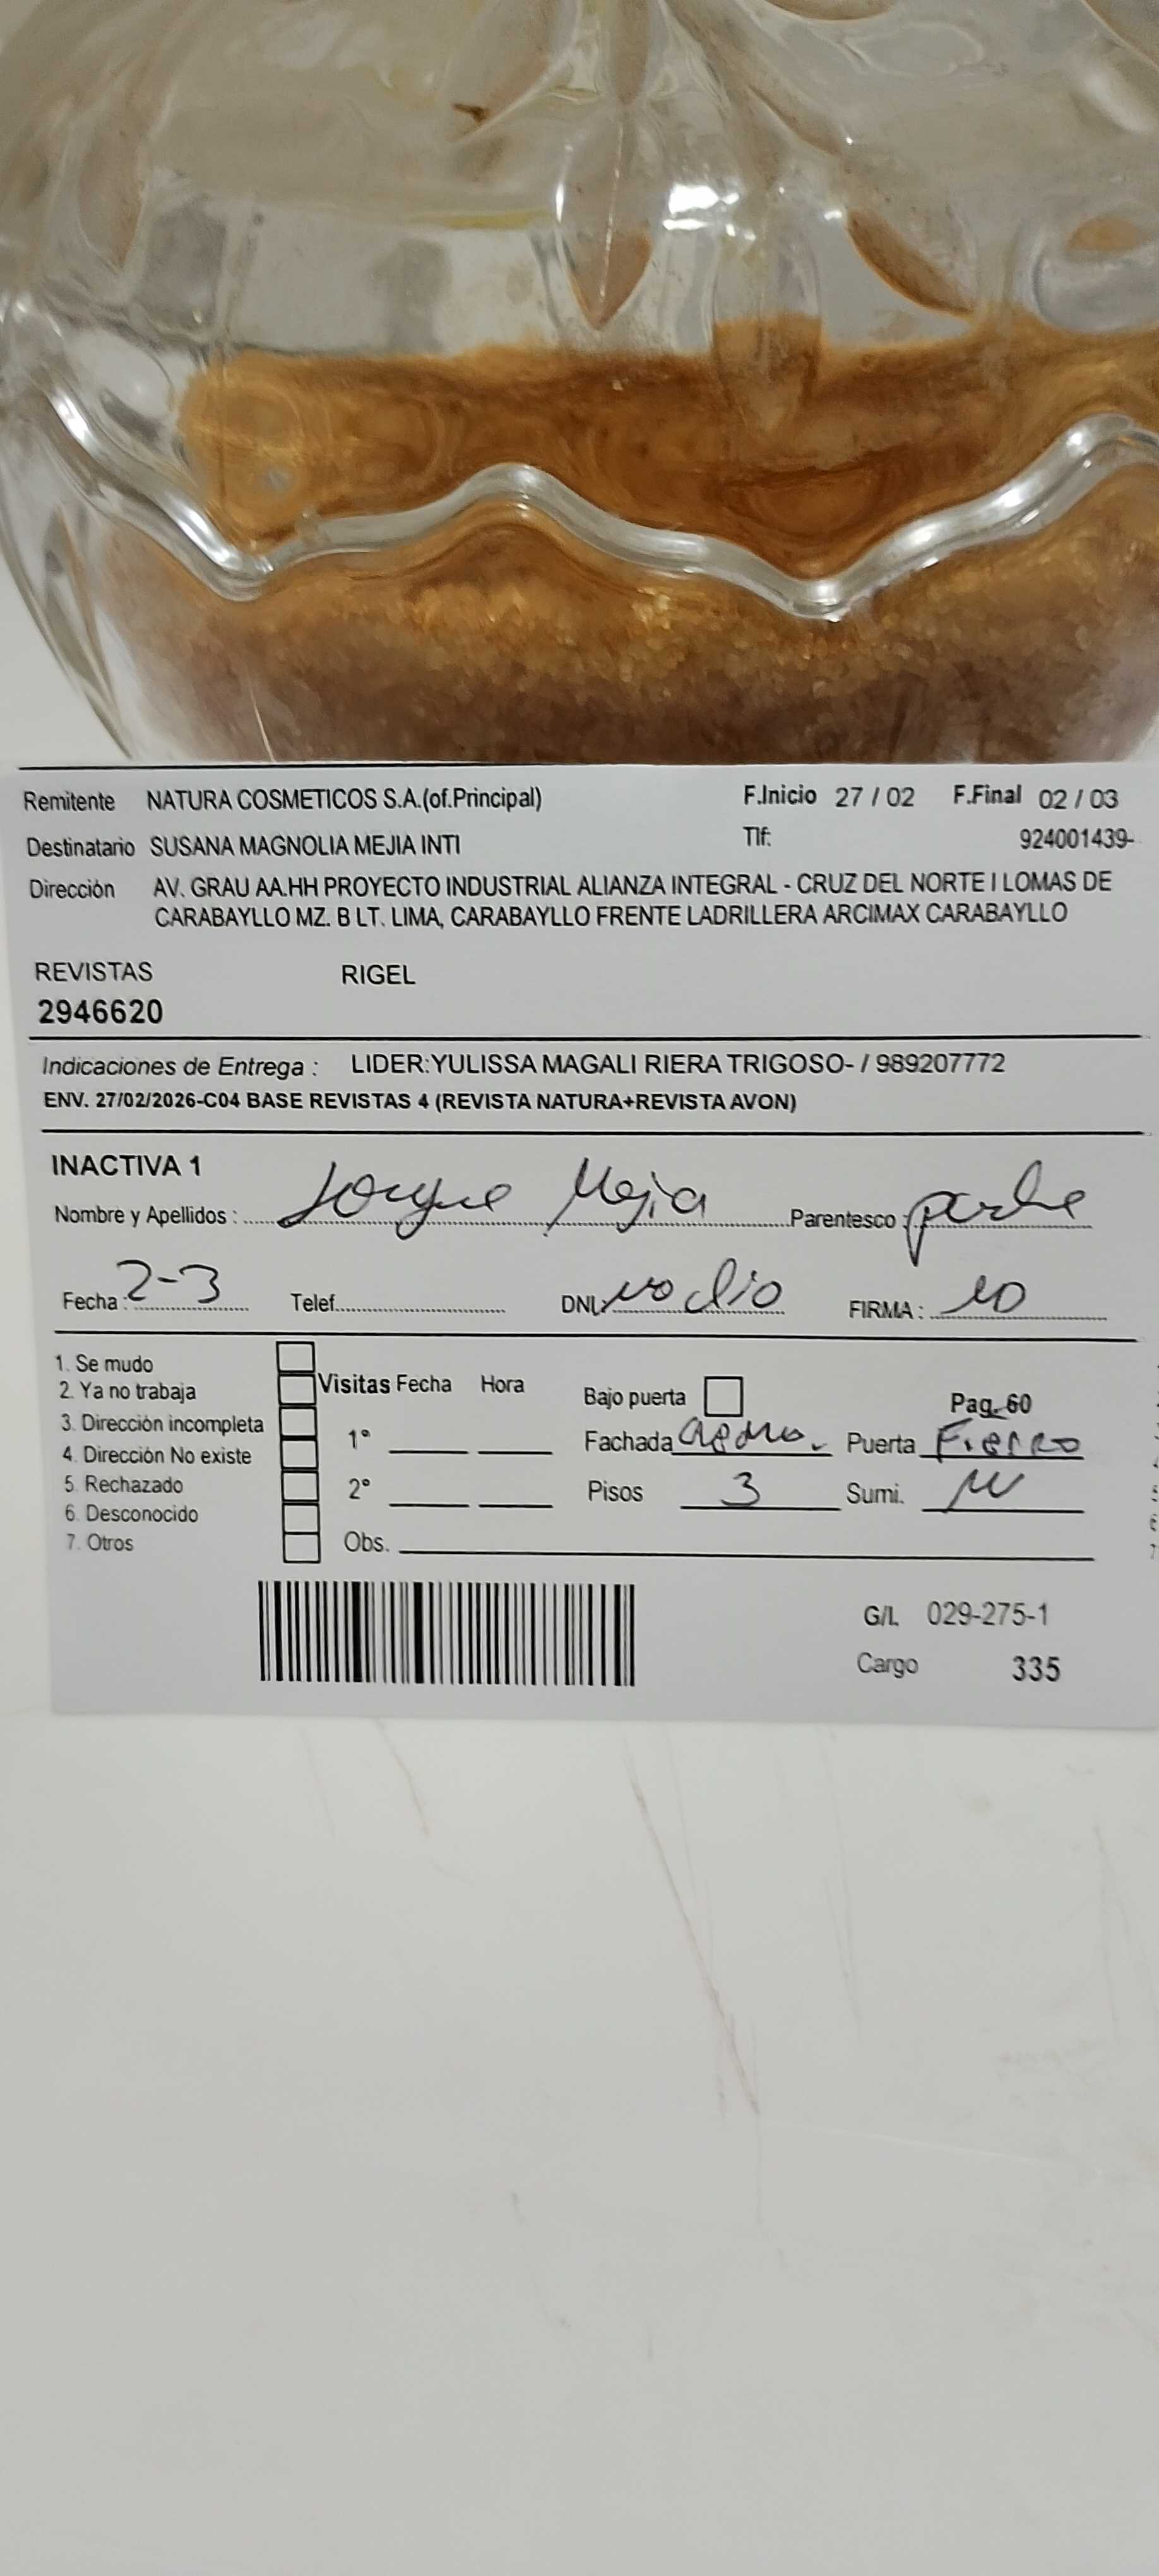 Remitente NATURA COSMETICOS S.A.(of.Principal) F.Inicio 27 / 02 F.Final 02 / 03
Destinatario SUSANA MAGNOLIA MEJIA INTI Tlf: 924001439-
Dirección AV. GRAU AA.HH PROYECTO INDUSTRIAL ALIANZA INTEGRAL - CRUZ DEL NORTE I LOMAS DE
CARABAYLLO MZ. B LT. LIMA, CARABAYLLO FRENTE LADRILLERA ARCIMAX CARABAYLLO
REVISTAS RIGEL
2946620
Indicaciones de Entrega : LIDER:YULISSA MAGALI RIERA TRIGOSO- / 989207772
ENV. 27/02/2026-C04 BASE REVISTAS 4 (REVISTA NATURA+REVISTA AVON)
INACTIVA 1
Nombre y Apellidos : Mejia Parentesco : padre
Fecha : 2-3 Telef. DNI: no dio FIRMA : no
1. Se mudo
2. Ya no trabaja Visitas Fecha Hora Bajo puerta Pag. 60
3. Dirección incompleta 1° Fachada Puerta Fierro
4. Dirección No existe
5. Rechazado 2° Pisos 3 Sumi.
6. Desconocido
7. Otros Obs.
G/L 029-275-1
Cargo 335